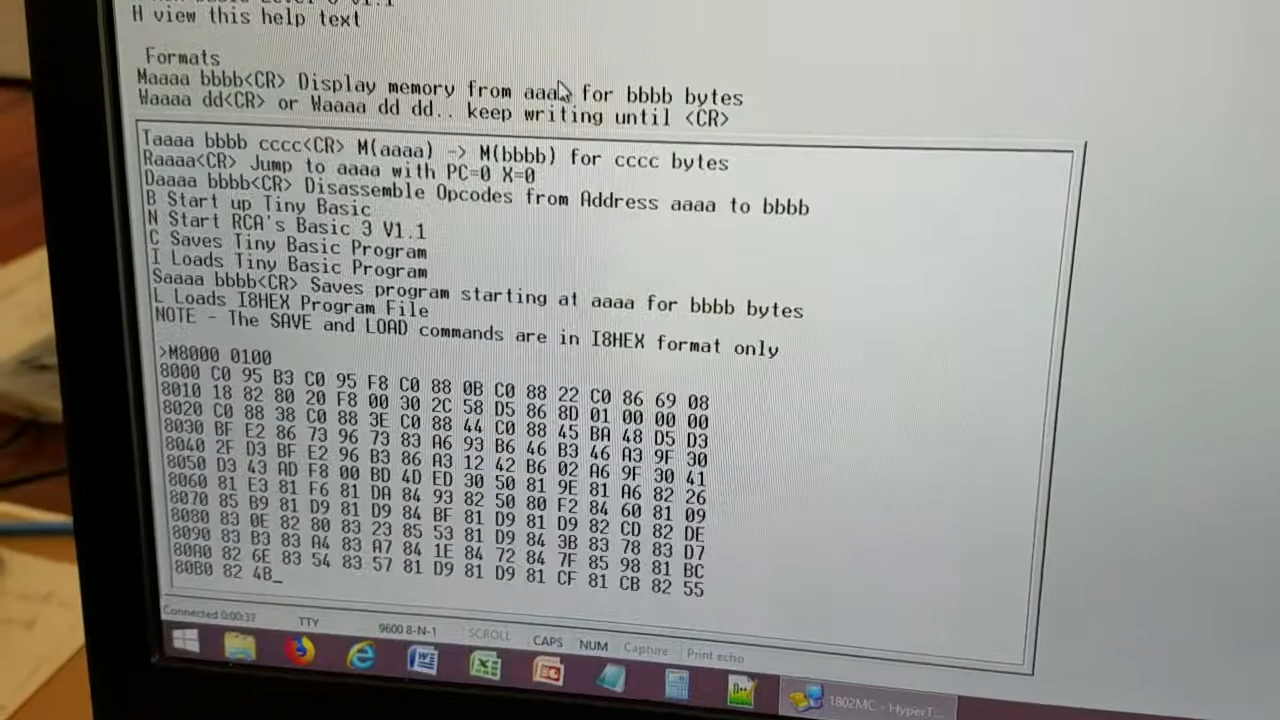 H view this help text
Formats
Maaaa bbbb<CR> Display memory from aaa for bbbb bytes
Waaaa dd<CR> or Waaaa dd dd.. keep writing until <CR>
Taaaa bbbb cccc<CR> M(aaaa) -> M(bbbb) for cccc bytes
Raaaa<CR> Jump to aaaa with PC=0 X=0
Daaaa bbbb<CR> Disassemble Opcodes from Address aaaa to bbbb
B Start up Tiny Basic
N Start RCA's Basic 3 V1.1
C Saves Tiny Basic Program
I Loads Tiny Basic Program
Saaaa bbbb<CR> Saves program starting at aaaa for bbbb bytes
L Loads I8HEX Program File
NOTE - The SAVE and LOAD commands are in I8HEX format only
>M8000 0100
8000 C0 95 B3 C0 95 F8 C0 88 0B C0 88 22 C0 86 69 08
8010 18 82 80 20 F8 00 30 2C 58 D5 86 8D 01 00 00 00
8020 C0 88 38 C0 88 3E C0 88 44 C0 88 45 BA 48 D5 D3
8030 BF E2 86 73 96 73 83 A6 93 B6 46 B3 46 A3 9F 30
8040 2F D3 BF E2 96 B3 86 A3 12 42 B6 02 A6 9F 30 41
8050 D3 43 AD F8 00 BD 4D ED 30 50 81 9E 81 A6 82 26
8060 81 E3 81 F6 81 DA 84 93 82 50 80 F2 84 60 81 09
8070 85 B9 81 D9 81 D9 84 BF 81 D9 81 D9 82 CD 82 DE
8080 83 0E 82 80 83 23 85 53 81 D9 84 3B 83 78 83 D7
8090 83 B3 83 A4 83 A7 84 1E 84 72 84 7F 85 98 81 BC
80A0 82 6E 83 54 83 57 81 D9 81 D9 81 CF 81 CB 82 55
80B0 82 4B_
Connected 0:00:37 TTY 9600 8-N-1 SCROLL CAPS NUM Capture Print echo
1802MC - HyperT...